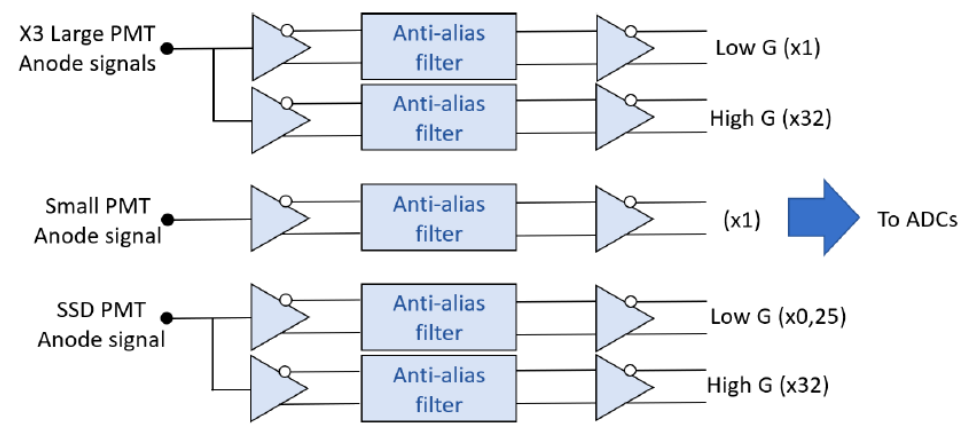 X3 Large PMT
Anode signals
Anti-alias
filter
Low G (x1)
Anti-alias
filter
High G (x32)
Small PMT
Anode signal
Anti-alias
filter
(x1)
To ADCs
SSD PMT
Anode signal
Anti-alias
filter
Low G (x0,25)
Anti-alias
filter
High G (x32)